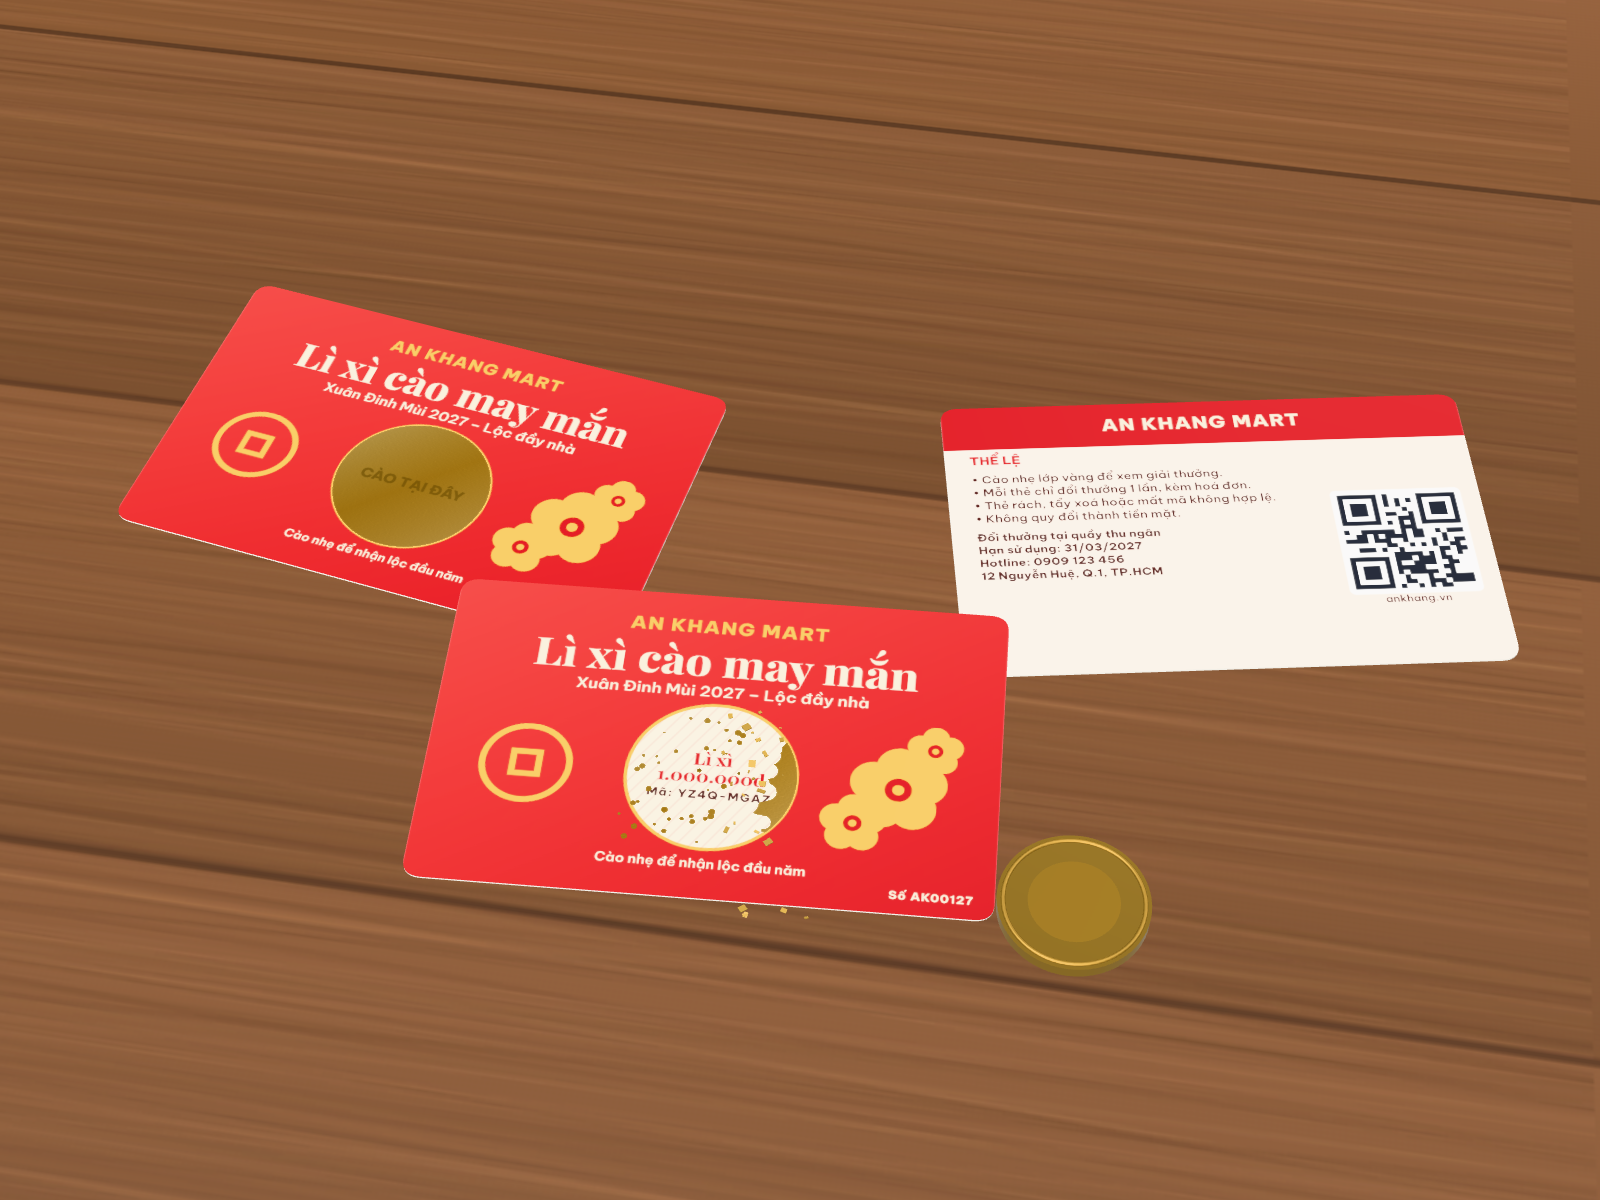 AN KHANG MART
Lì xì cào may mắn
Xuân Đinh Mùi 2027 – Lộc đầy nhà
CÀO TẠI ĐÂY
Cào nhẹ để nhận lộc đầu năm
AN KHANG MART
THỂ LỆ
• Cào nhẹ lớp vàng để xem giải thưởng.
• Mỗi thẻ chỉ đổi thưởng 1 lần, kèm hoá đơn.
• Thẻ rách, tẩy xoá hoặc mất mã không hợp lệ.
• Không quy đổi thành tiền mặt.
Đổi thưởng tại quầy thu ngân
Hạn sử dụng: 31/03/2027
Hotline: 0909 123 456
12 Nguyễn Huệ, Q.1, TP.HCM
ankhang.vn
AN KHANG MART
Lì xì cào may mắn
Xuân Đinh Mùi 2027 – Lộc đầy nhà
Lì xì
1.000.000đ
Mã: YZ4Q-MGA7
Cào nhẹ để nhận lộc đầu năm
Số AK00127